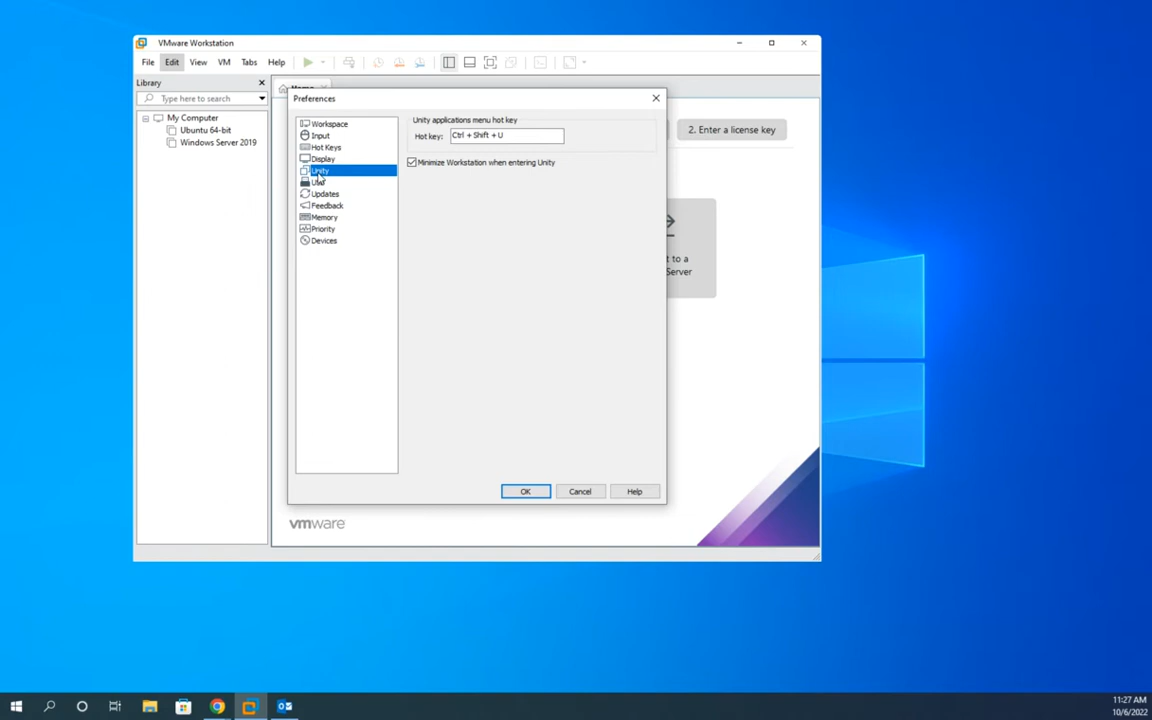 VMware Workstation
File Edit View VM Tabs Help
Library
Type here to search
My Computer
Ubuntu 64-bit
Windows Server 2019
Home
Preferences
Workspace
Input
Hot Keys
Display
Unity
USB
Updates
Feedback
Memory
Priority
Devices
Unity applications menu hot key
Hot key: Ctrl + Shift + U
Minimize Workstation when entering Unity
2. Enter a license key
t to a
Server
OK Cancel Help
vmware
11:27 AM
10/6/2022